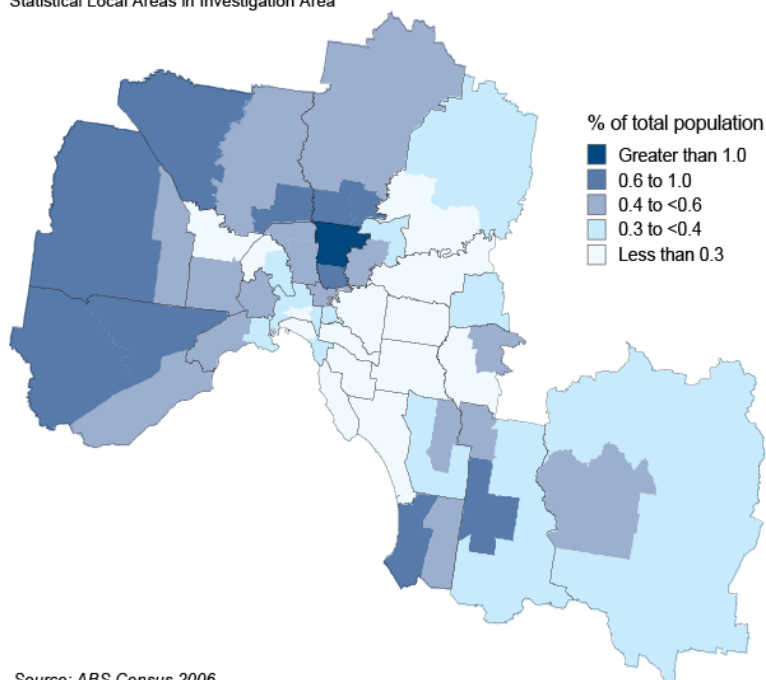 Statistical Local Areas in Investigation Area
% of total population
Greater than 1.0
0.6 to 1.0
0.4 to <0.6
0.3 to <0.4
Less than 0.3
Source: ABS Census 2006